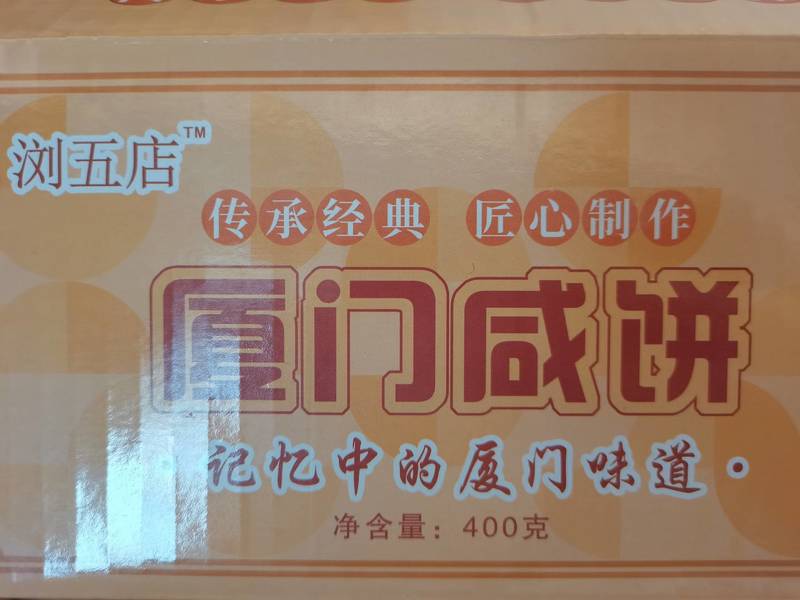 浏五店™
传承经典 匠心制作
厦门咸饼
记忆中的厦门味道·
净含量：400克